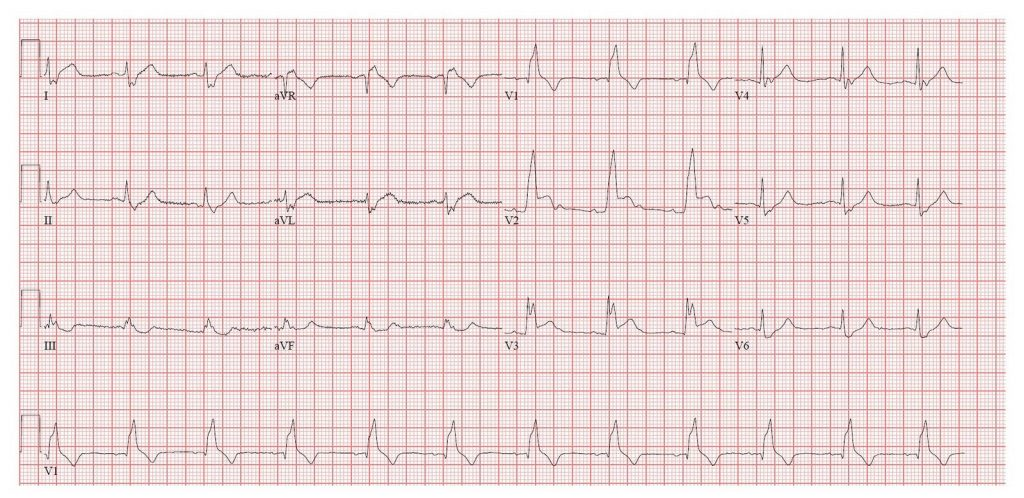 I aVR V1 V4
II aVL V2 V5
III aVF V3 V6
V1